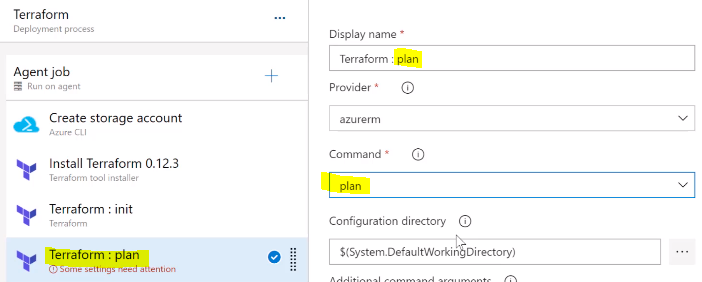 Terraform
Deployment process
...
Agent job
Run on agent
Create storage account
Azure CLI
Install Terraform 0.12.3
Terraform tool installer
Terraform : init
Terraform
Terraform : plan
Some settings need attention
Display name *
Terraform : plan
Provider *
azurerm
Command *
plan
Configuration directory
$(System.DefaultWorkingDirectory)
...
Additional command arguments